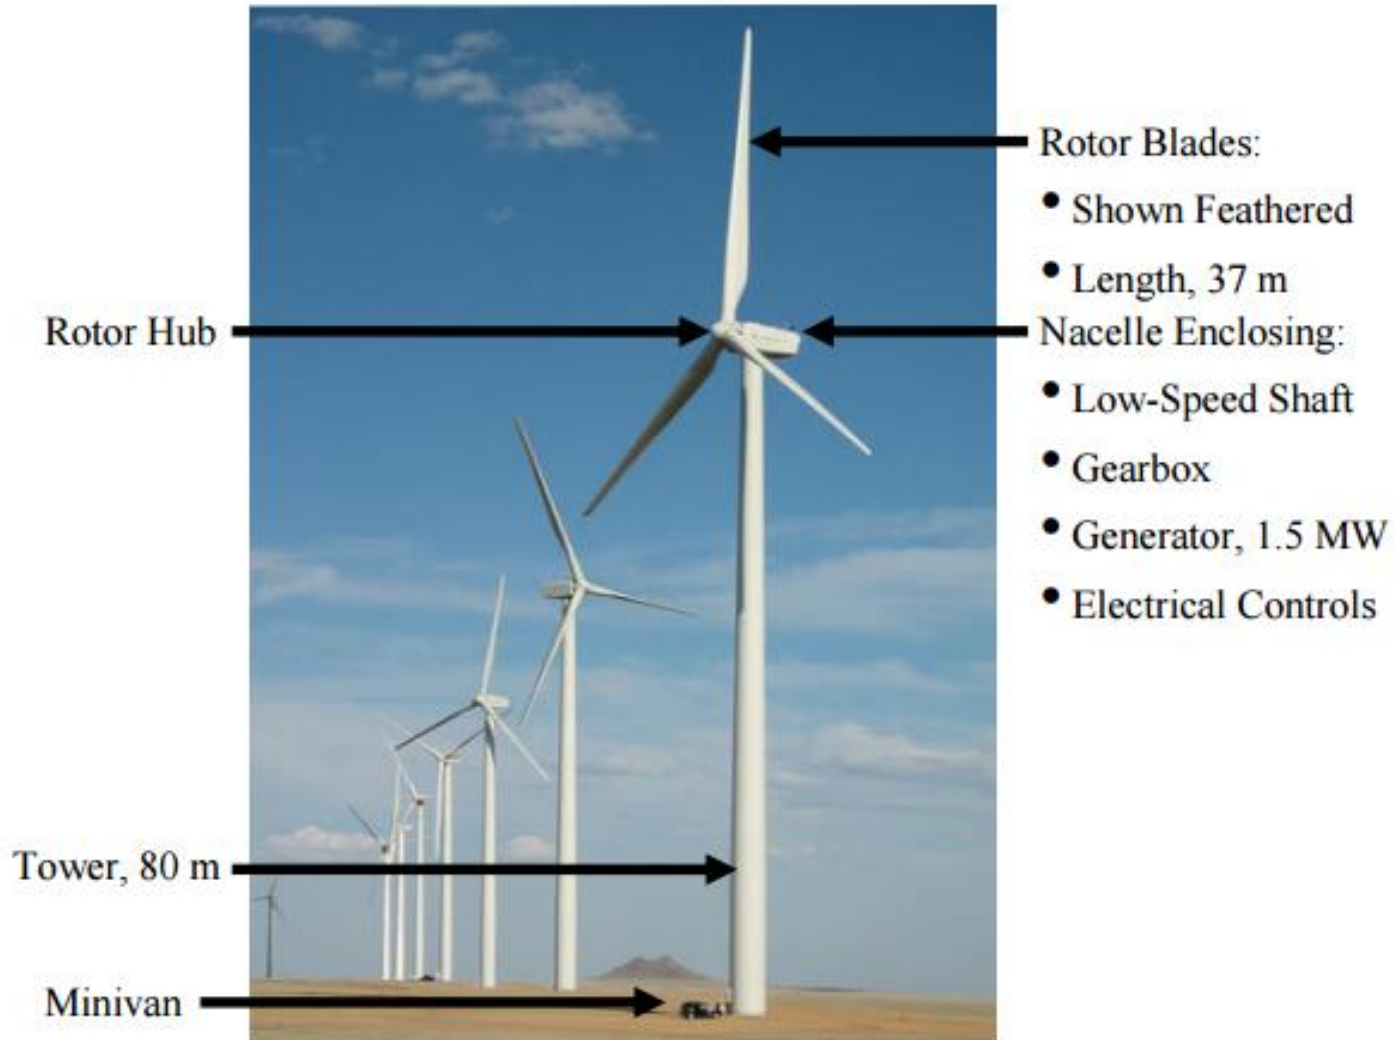 Rotor Blades:
• Shown Feathered
• Length, 37 m
Rotor Hub
Nacelle Enclosing:
• Low-Speed Shaft
• Gearbox
• Generator, 1.5 MW
• Electrical Controls
Tower, 80 m
Minivan